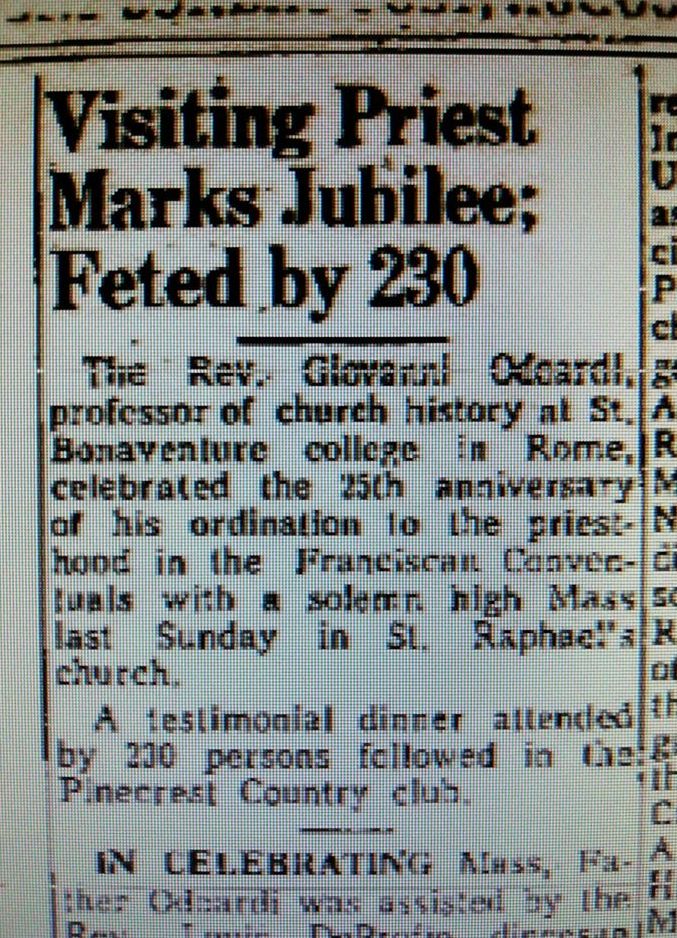 Visiting Priest
Marks Jubilee;
Feted by 230
The Rev. Giovanni Odoardi,
professor of church history at St.
Bonaventure college in Rome,
celebrated the 25th anniversary
of his ordination to the priest-
hood in the Franciscan Conven-
tuals with a solemn high Mass
last Sunday in St. Raphael's
church.
A testimonial dinner attended
by 230 persons followed in the
Pinecrest Country club.
IN CELEBRATING Mass, Fa-
ther Odoardi was assisted by the
Rev. Louis diocesan